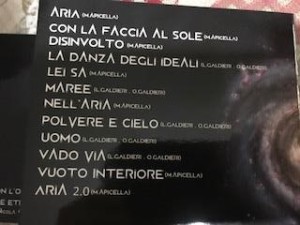 ARIA (M.APICELLA)
CON LA FACCIA AL SOLE (M.APICELLA)
DISINVOLTO (M.APICELLA)
LA DANZA DEGLI IDEALI (L.GALDIERI . O.GALDIERI)
LEI SA (M.APICELLA)
MAREE (L.GALDIERI . O.GALDIERI)
NELL'ARIA (M.APICELLA)
POLVERE E CIELO (L.GALDIERI . O.GALDIERI)
UOMO (L.GALDIERI . O.GALDIERI)
VADO VIA (L.GALDIERI . O.GALDIERI)
VUOTO INTERIORE (M.APICELLA)
ARIA 2.0 (M.APICELLA)